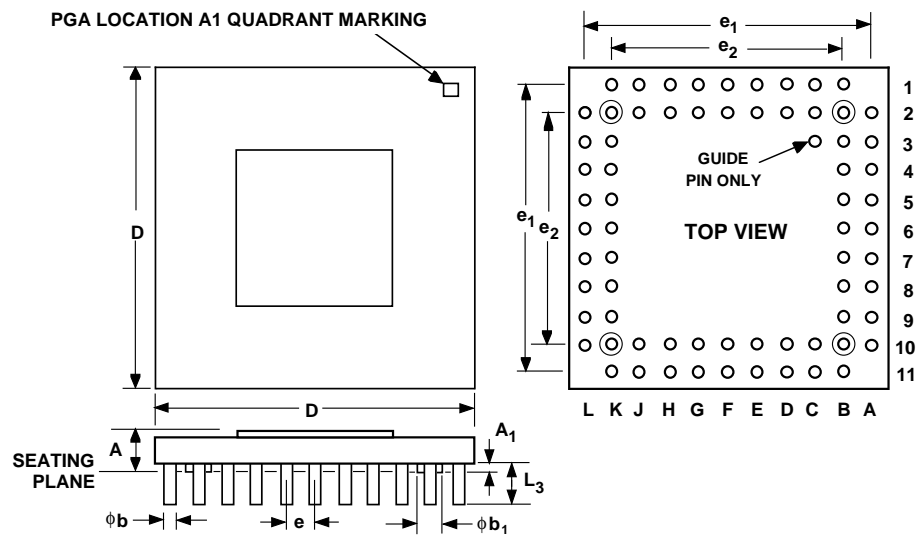 PGA LOCATION A1 QUADRANT MARKING
D
D
A
A1
SEATING
PLANE
L3
ϕb
e
ϕb1
e1
e2
e1
e2
GUIDE
PIN ONLY
TOP VIEW
1
2
3
4
5
6
7
8
9
10
11
L K J H G F E D C B A